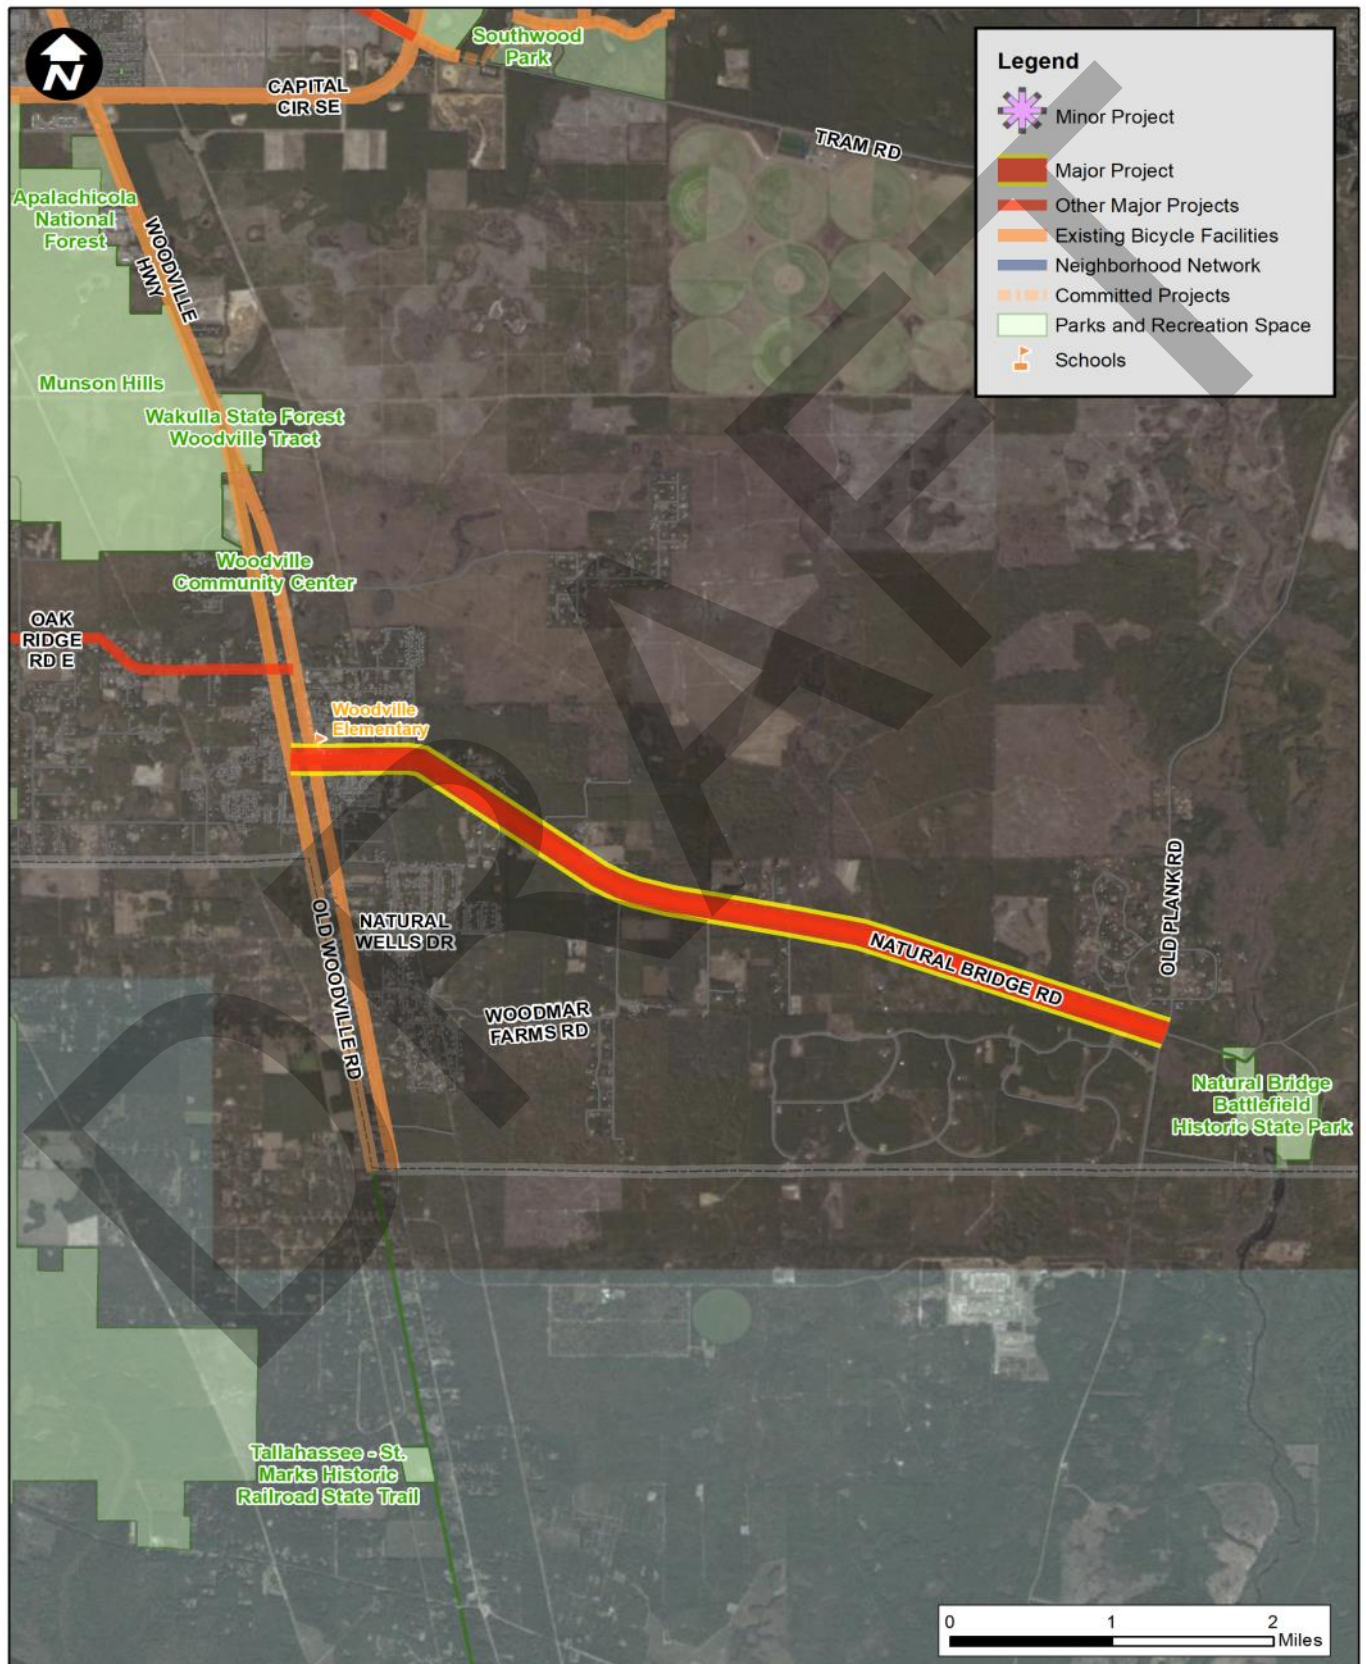 Southwood
Park
N
CAPITAL
CIR SE
TRAM RD
Legend
Minor Project
Major Project
Other Major Projects
Existing Bicycle Facilities
Neighborhood Network
Committed Projects
Parks and Recreation Space
Schools
Apalachicola
National
Forest
WOODVILLE
HWY
Munson Hills
Wakulla State Forest
Woodville Tract
Woodville
Community Center
OAK
RIDGE
RD E
Woodville
Elementary
OLD PLANK RD
OLD WOODVILLE RD
NATURAL
WELLS DR
NATURAL BRIDGE RD
WOODMAR
FARMS RD
Natural Bridge
Battlefield
Historic State Park
Tallahassee - St.
Marks Historic
Railroad State Trail
0 1 2
Miles
DRAFT